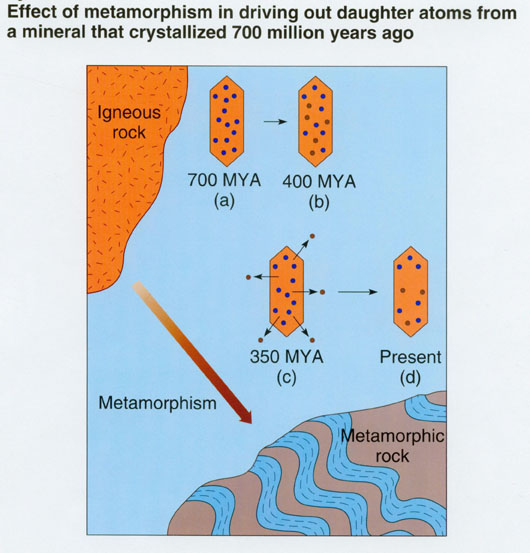 Effect of metamorphism in driving out daughter atoms from
a mineral that crystallized 700 million years ago
Igneous
rock
700 MYA
(a)
400 MYA
(b)
350 MYA
(c)
Present
(d)
Metamorphism
Metamorphic
rock